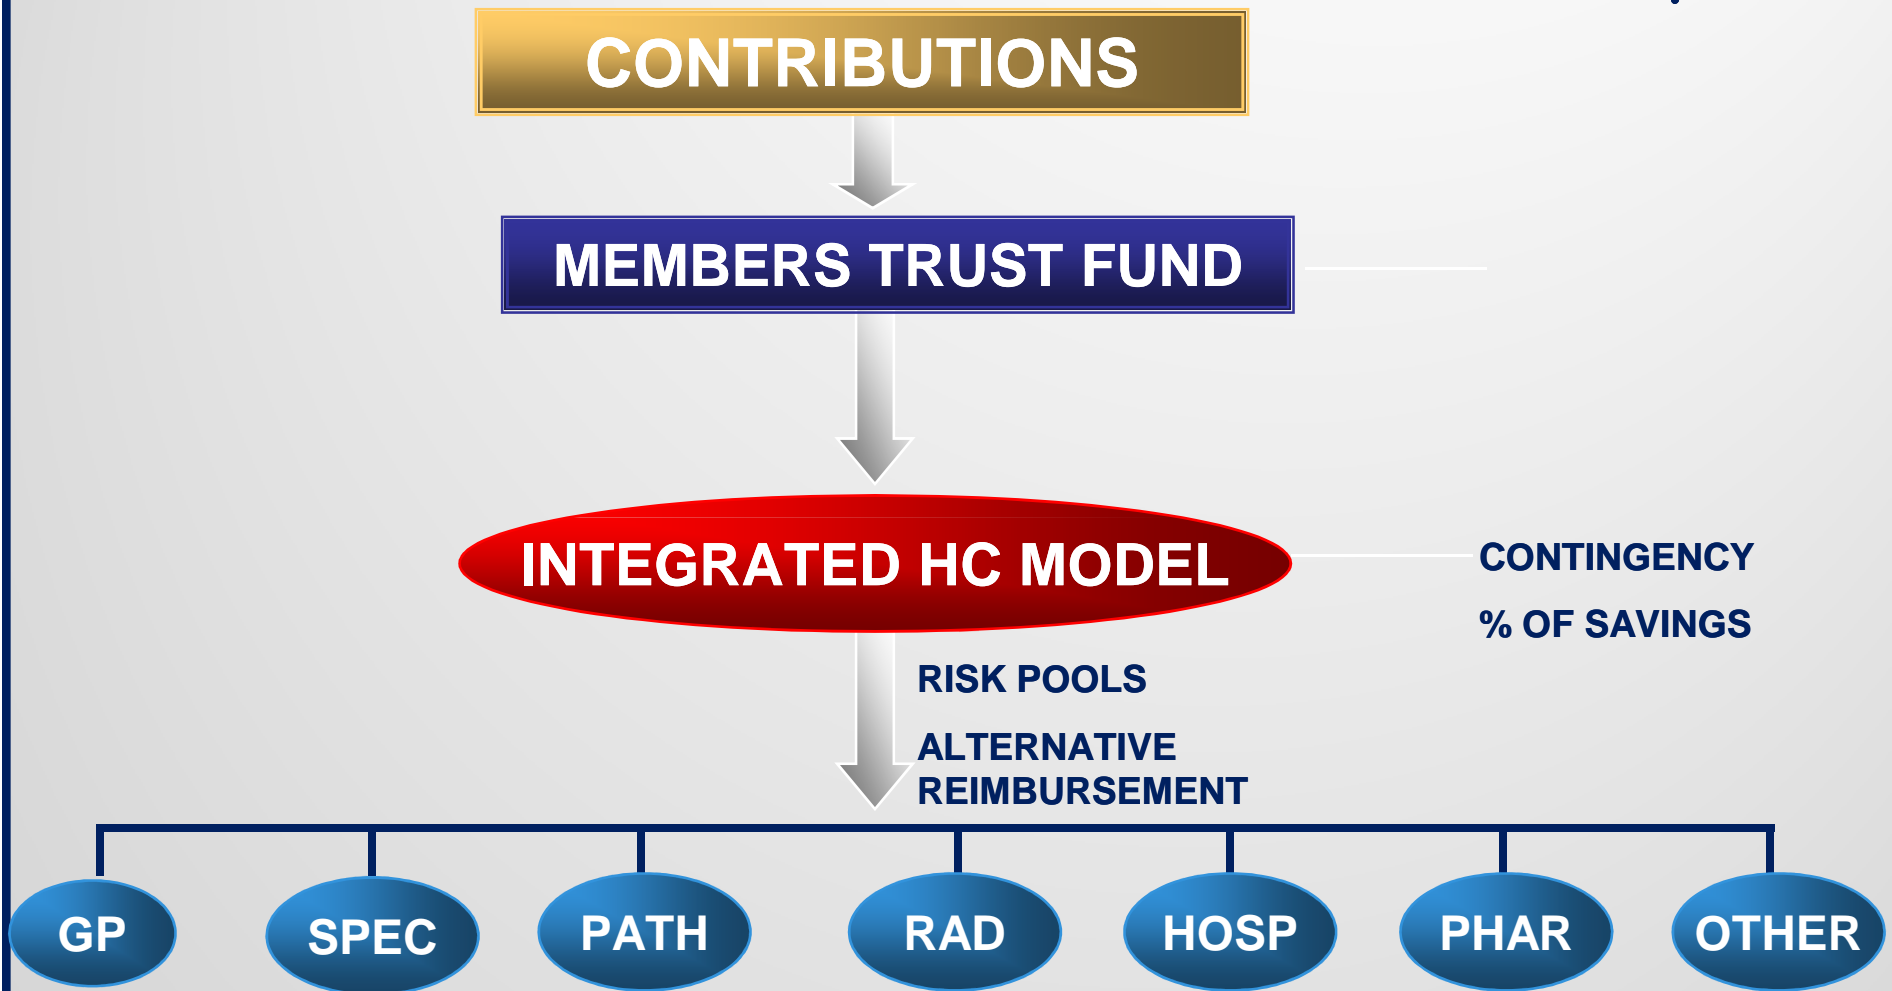 CONTRIBUTIONS
MEMBERS TRUST FUND
INTEGRATED HC MODEL
CONTINGENCY
% OF SAVINGS
RISK POOLS
ALTERNATIVE
REIMBURSEMENT
GP
SPEC
PATH
RAD
HOSP
PHAR
OTHER